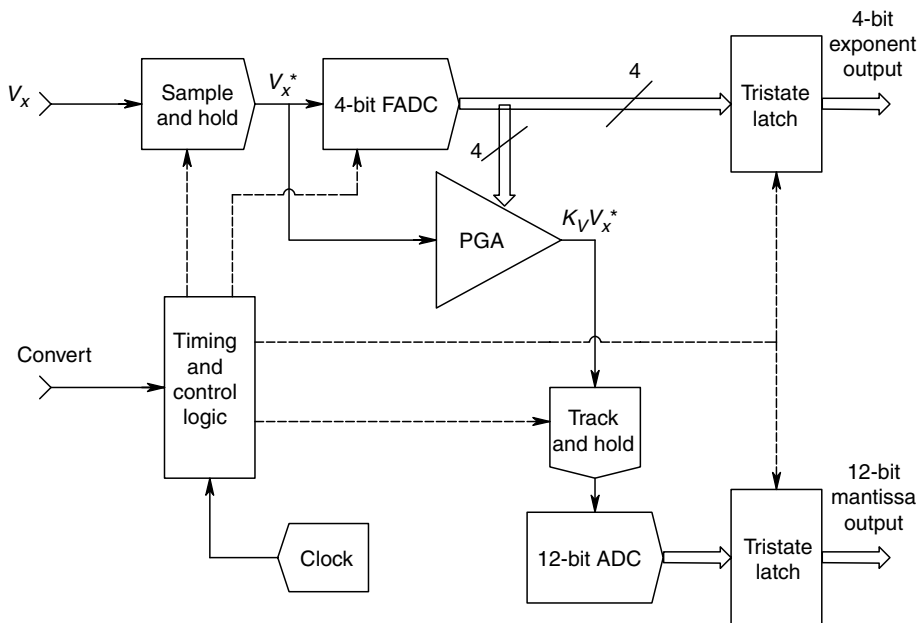 4-bit
exponent
output
V_x
Sample
and hold
V_x^*
4-bit FADC
4
Tristate
latch
4
PGA
K_V V_x^*
Convert
Timing
and
control
logic
Track
and hold
12-bit
mantissa
output
Clock
12-bit ADC
Tristate
latch